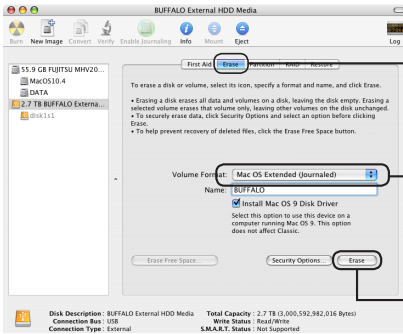 BUFFALO External HDD Media
Burn New Image Convert Verify Enable Journaling Info Mount Eject Log
55.9 GB FUJITSU MHV20...
MacOS10.4
DATA
2.7 TB BUFFALO Externa...
disk1s1
First Aid Erase Partition RAID Restore
To erase a disk or volume, select its icon, specify a format and name, and click Erase.
• Erasing a disk erases all data and volumes on a disk, leaving the disk empty. Erasing a
selected volume erases that volume only, leaving other volumes on the disk unchanged.
• To securely erase data, click Security Options and select an option before clicking
Erase.
• To help prevent recovery of deleted files, click the Erase Free Space button.
Volume Format: Mac OS Extended (Journaled)
Name: BUFFALO
Install Mac OS 9 Disk Driver
Select this option to use this device on a
computer running Mac OS 9. This option
does not affect Classic.
Erase Free Space... Security Options... Erase
Disk Description : BUFFALO External HDD Media Total Capacity : 2.7 TB (3,000,592,982,016 Bytes)
Connection Bus : USB Write Status : Read/Write
Connection Type : External S.M.A.R.T. Status : Not Supported